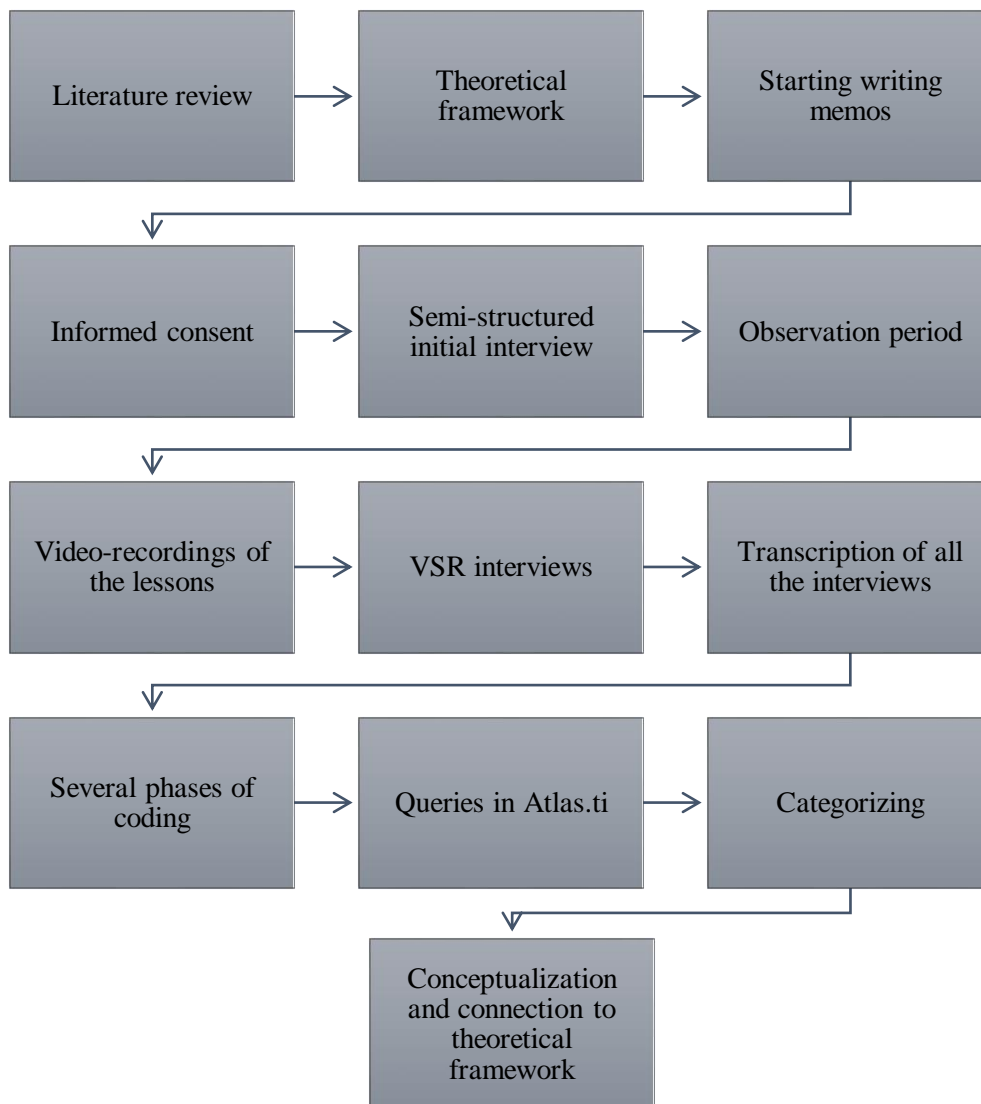 Literature review
Theoretical
framework
Starting writing
memos
Informed consent
Semi-structured
initial interview
Observation period
Video-recordings of
the lessons
VSR interviews
Transcription of all
the interviews
Several phases of
coding
Queries in Atlas.ti
Categorizing
Conceptualization
and connection to
theoretical
framework